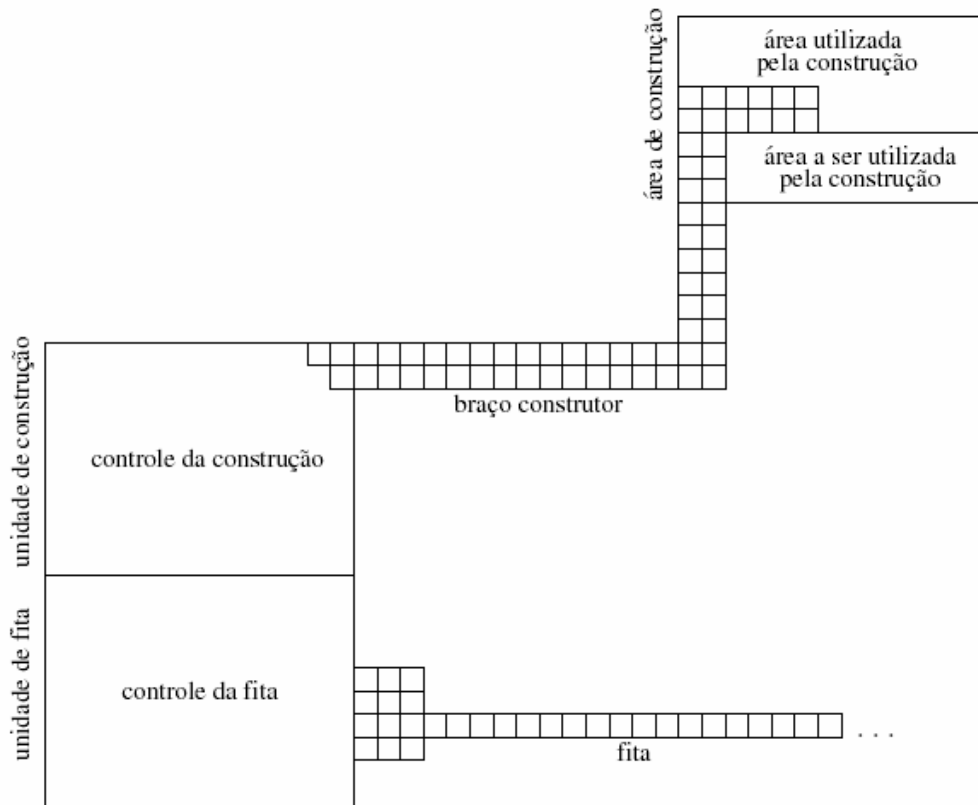 área de construção
área utilizada
pela construção
área a ser utilizada
pela construção
unidade de construção
braço construtor
controle da construção
unidade de fita
controle da fita
. . .
fita